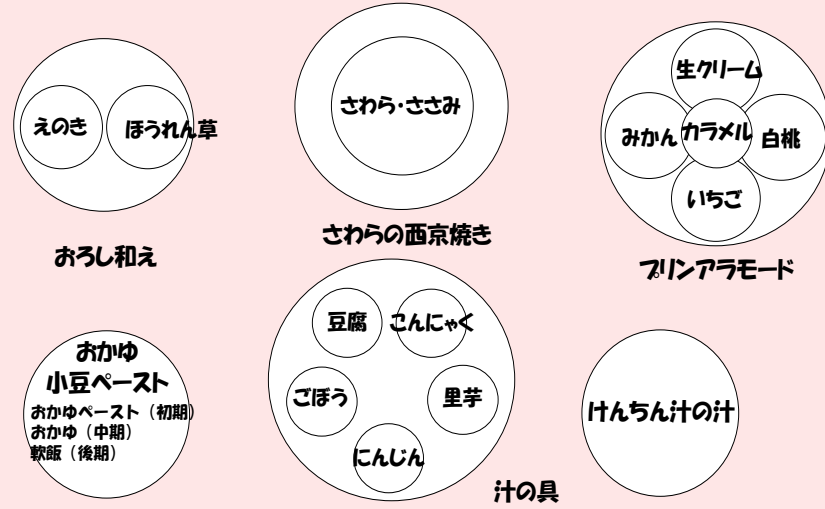 えのき
ほうれん草
おろし和え
さわら・ささみ
さわらの西京焼き
生クリーム
みかん
カラメル
白桃
いちご
プリンアラモード
おかゆ
小豆ペースト
おかゆペースト（初期）
おかゆ（中期）
軟飯（後期）
豆腐
こんにゃく
ごぼう
里芋
にんじん
汁の具
けんちん汁の汁